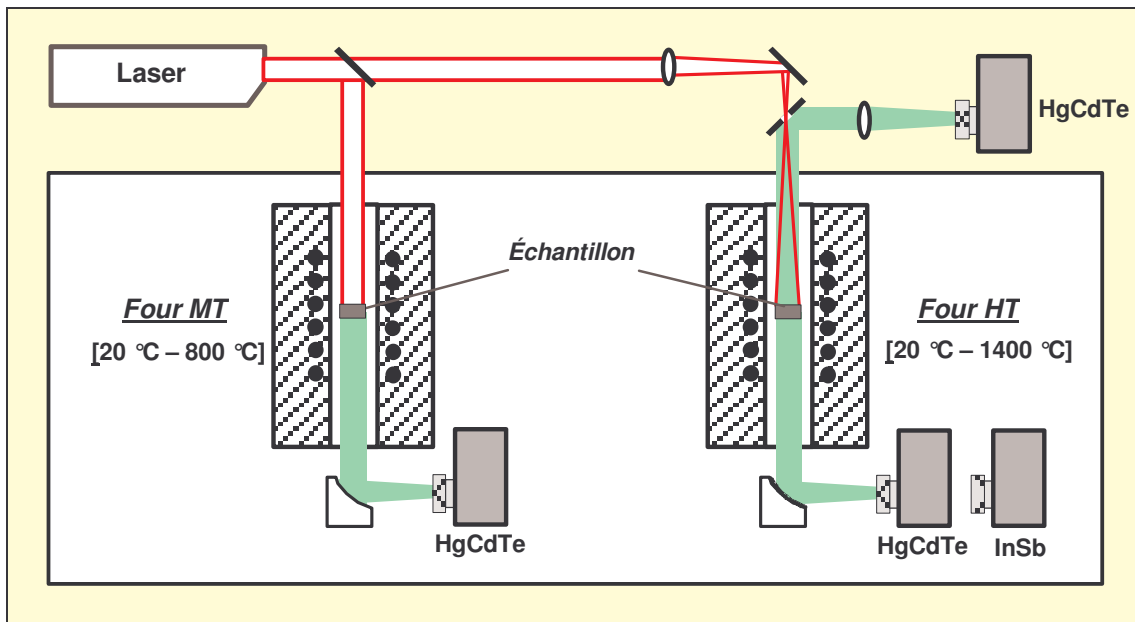 Laser
HgCdTe
Échantillon
Four MT
[20 °C – 800 °C]
Four HT
[20 °C – 1400 °C]
HgCdTe
HgCdTe
InSb